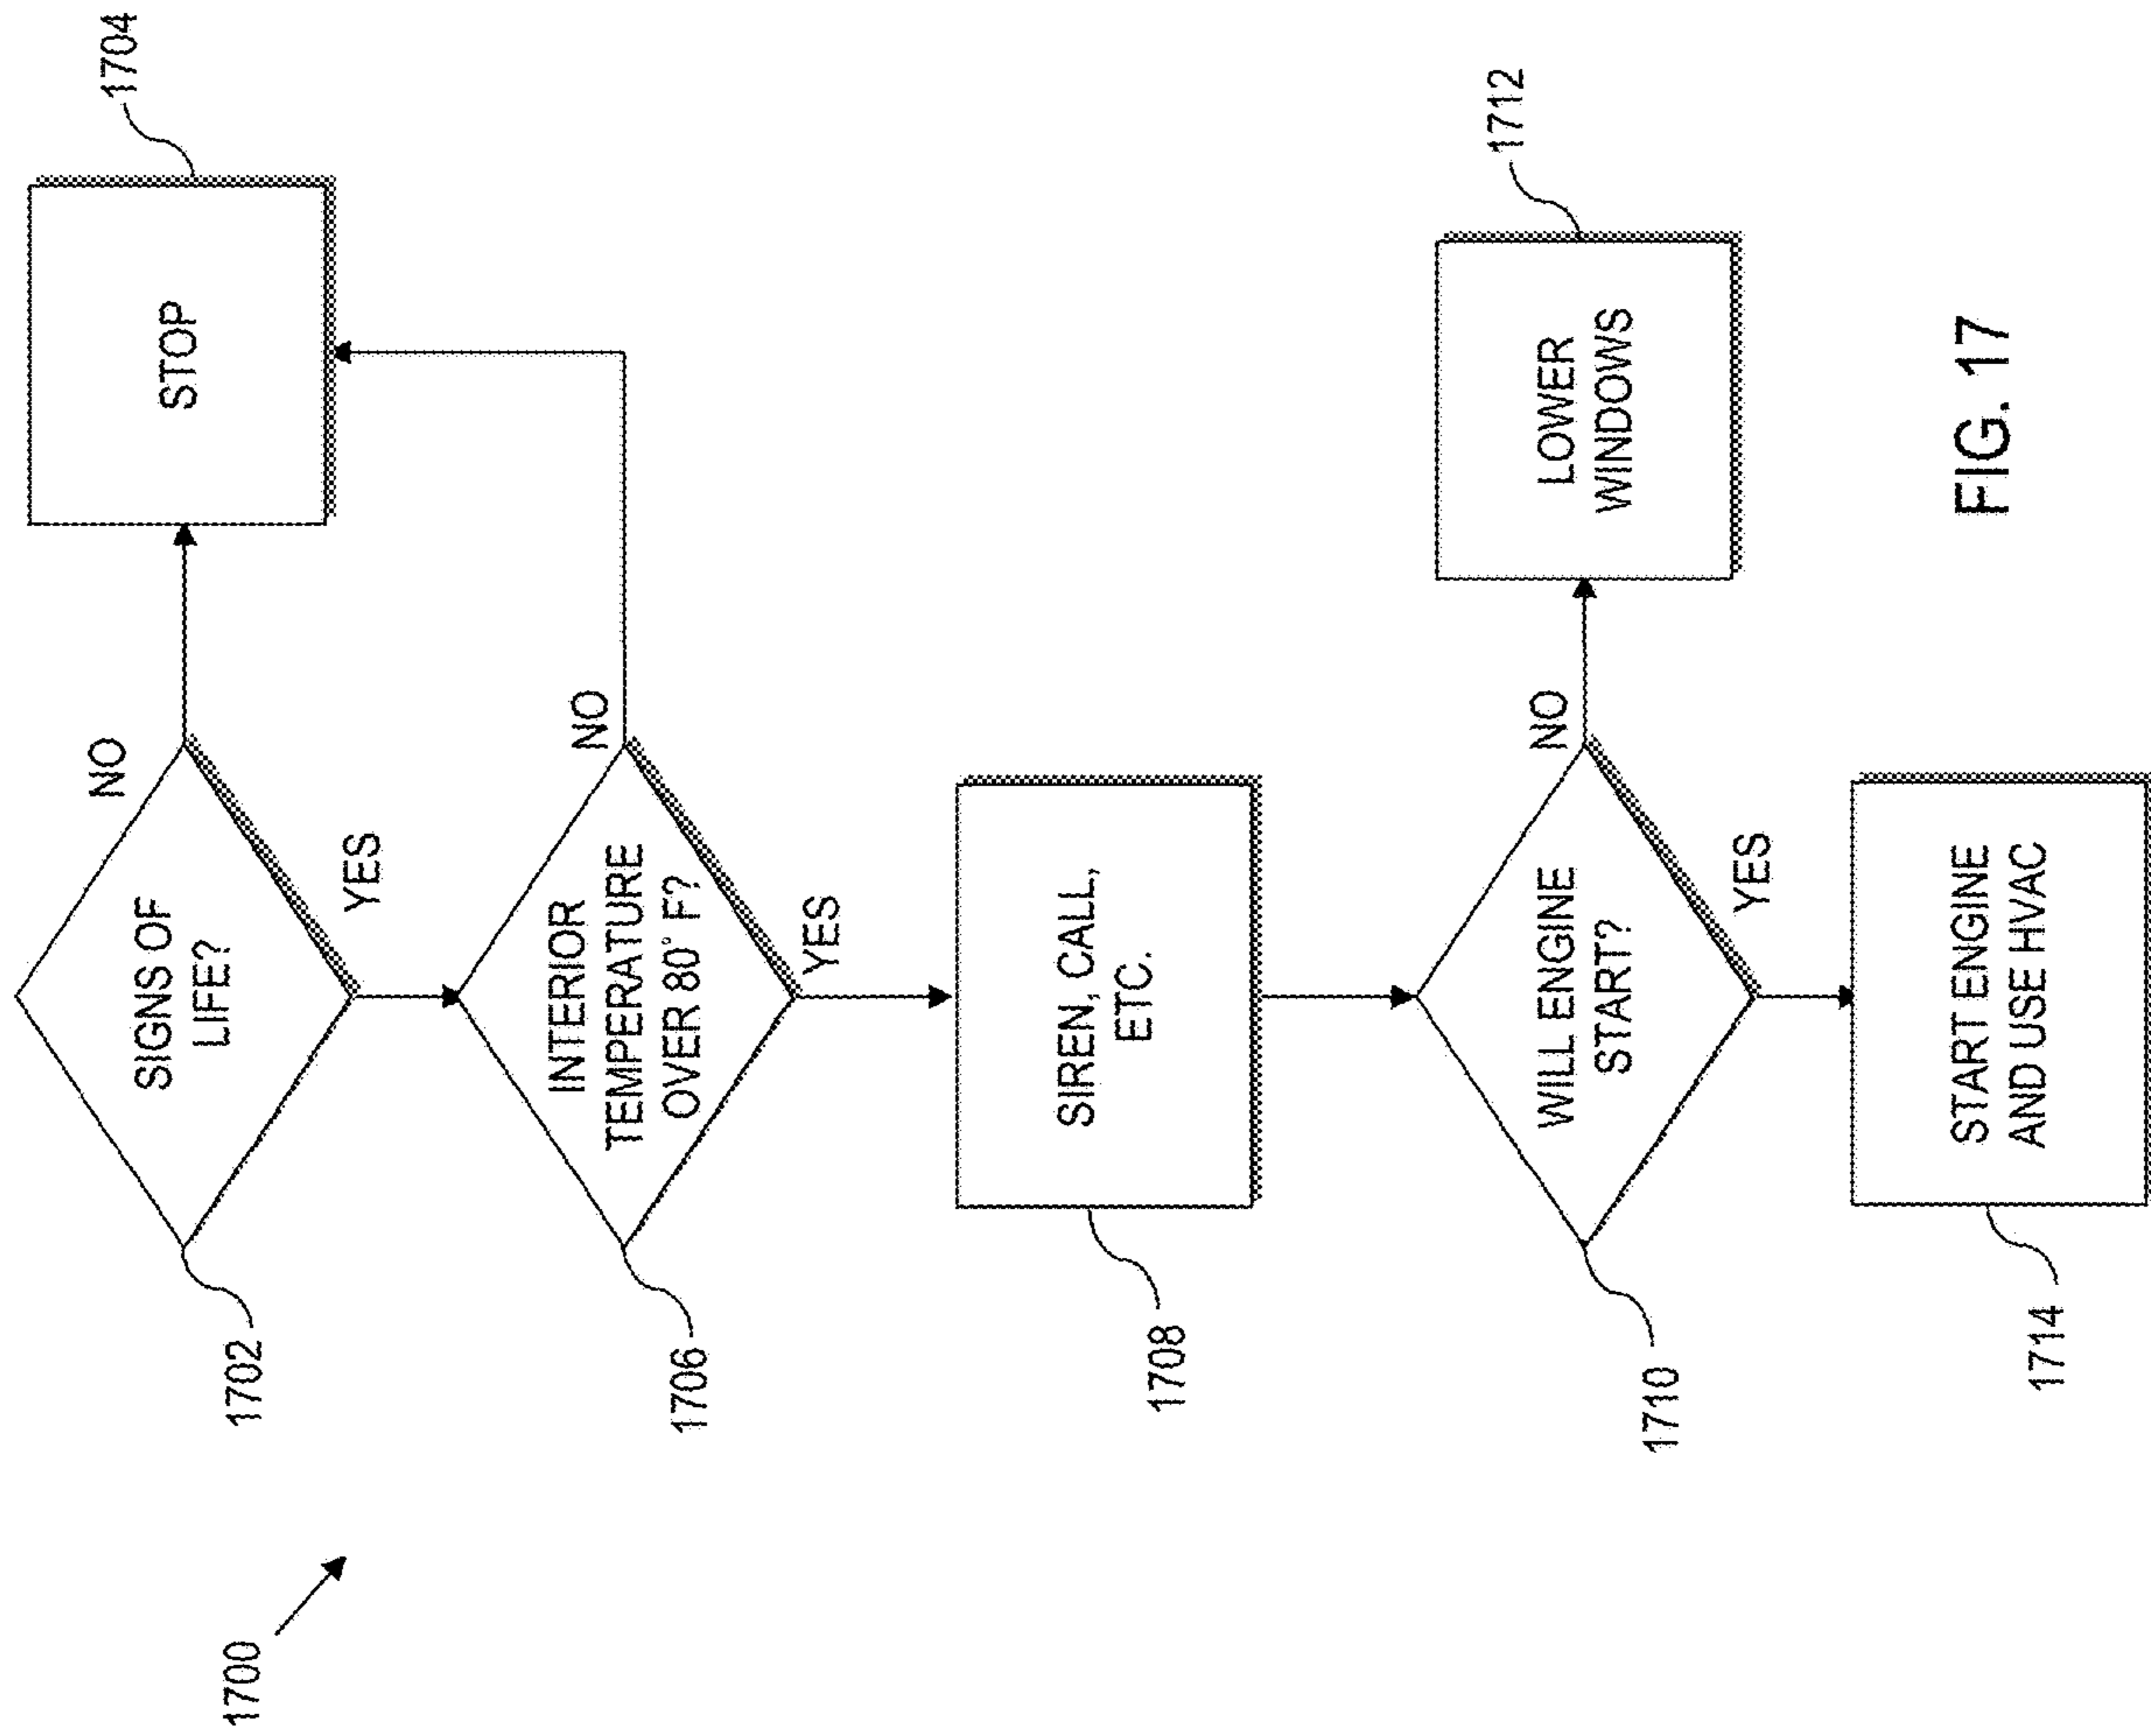 1704
NO
SIGNS OF
LIFE?
STOP
1700
1702
YES
INTERIOR
TEMPERATURE
OVER 80° F?
NO
1706
YES
SIREN, CALL,
ETC.
1708
1712
WILL ENGINE
START?
NO
LOWER
WINDOWS
1710
YES
START ENGINE
AND USE HVAC
1714
FIG. 17